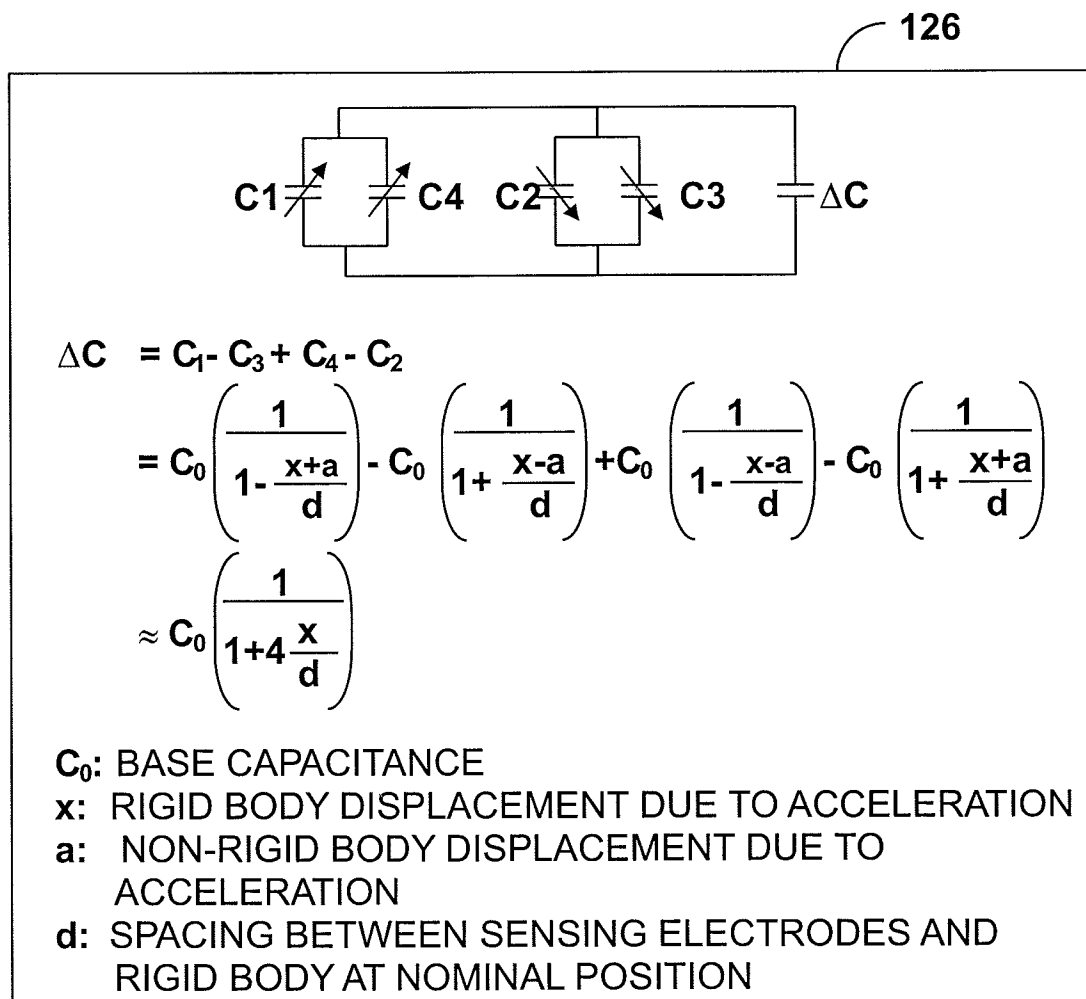 126
C1 C4 C2 C3 ΔC
ΔC = C₁- C₃ + C₄ - C₂
= C₀ (1 / (1- (x+a)/d)) - C₀ (1 / (1+ (x-a)/d)) +C₀ (1 / (1- (x-a)/d)) - C₀ (1 / (1+ (x+a)/d))
≈ C₀ (1 / (1+4 x/d))
C₀: BASE CAPACITANCE
x: RIGID BODY DISPLACEMENT DUE TO ACCELERATION
a: NON-RIGID BODY DISPLACEMENT DUE TO
ACCELERATION
d: SPACING BETWEEN SENSING ELECTRODES AND
RIGID BODY AT NOMINAL POSITION